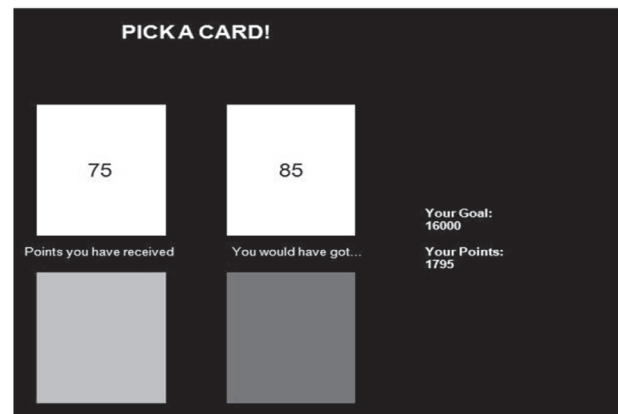 PICK A CARD!
75
85
Points you have received
You would have got...
Your Goal:
16000
Your Points:
1795